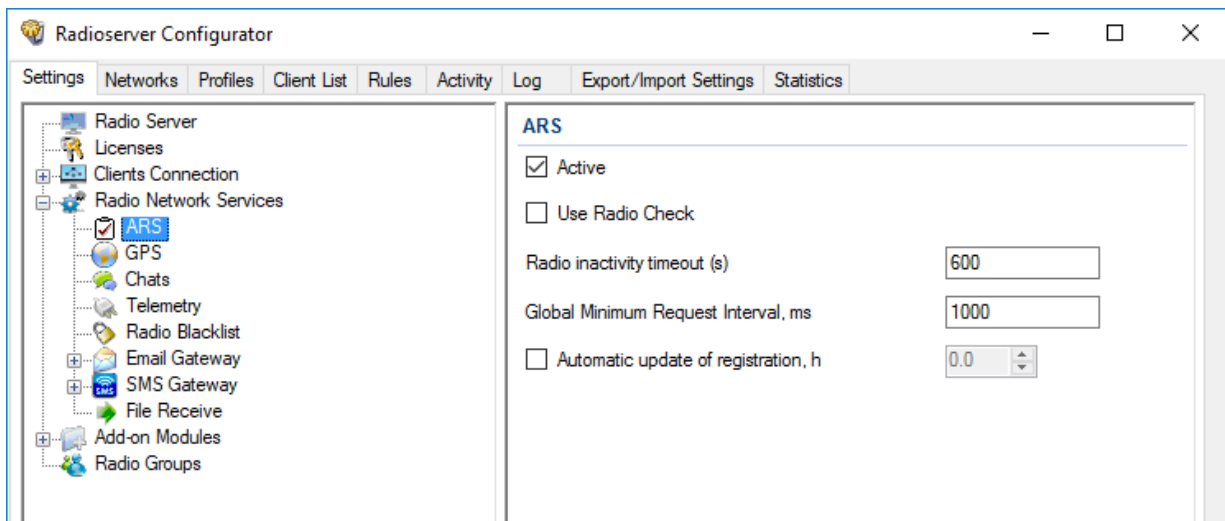 Radioserver Configurator
Settings Networks Profiles Client List Rules Activity Log Export/Import Settings Statistics
Radio Server
Licenses
Clients Connection
Radio Network Services
ARS
GPS
Chats
Telemetry
Radio Blacklist
Email Gateway
SMS
SMS Gateway
File Receive
Add-on Modules
Radio Groups
ARS
Active
Use Radio Check
Radio inactivity timeout (s) 600
Global Minimum Request Interval, ms 1000
Automatic update of registration, h 0.0